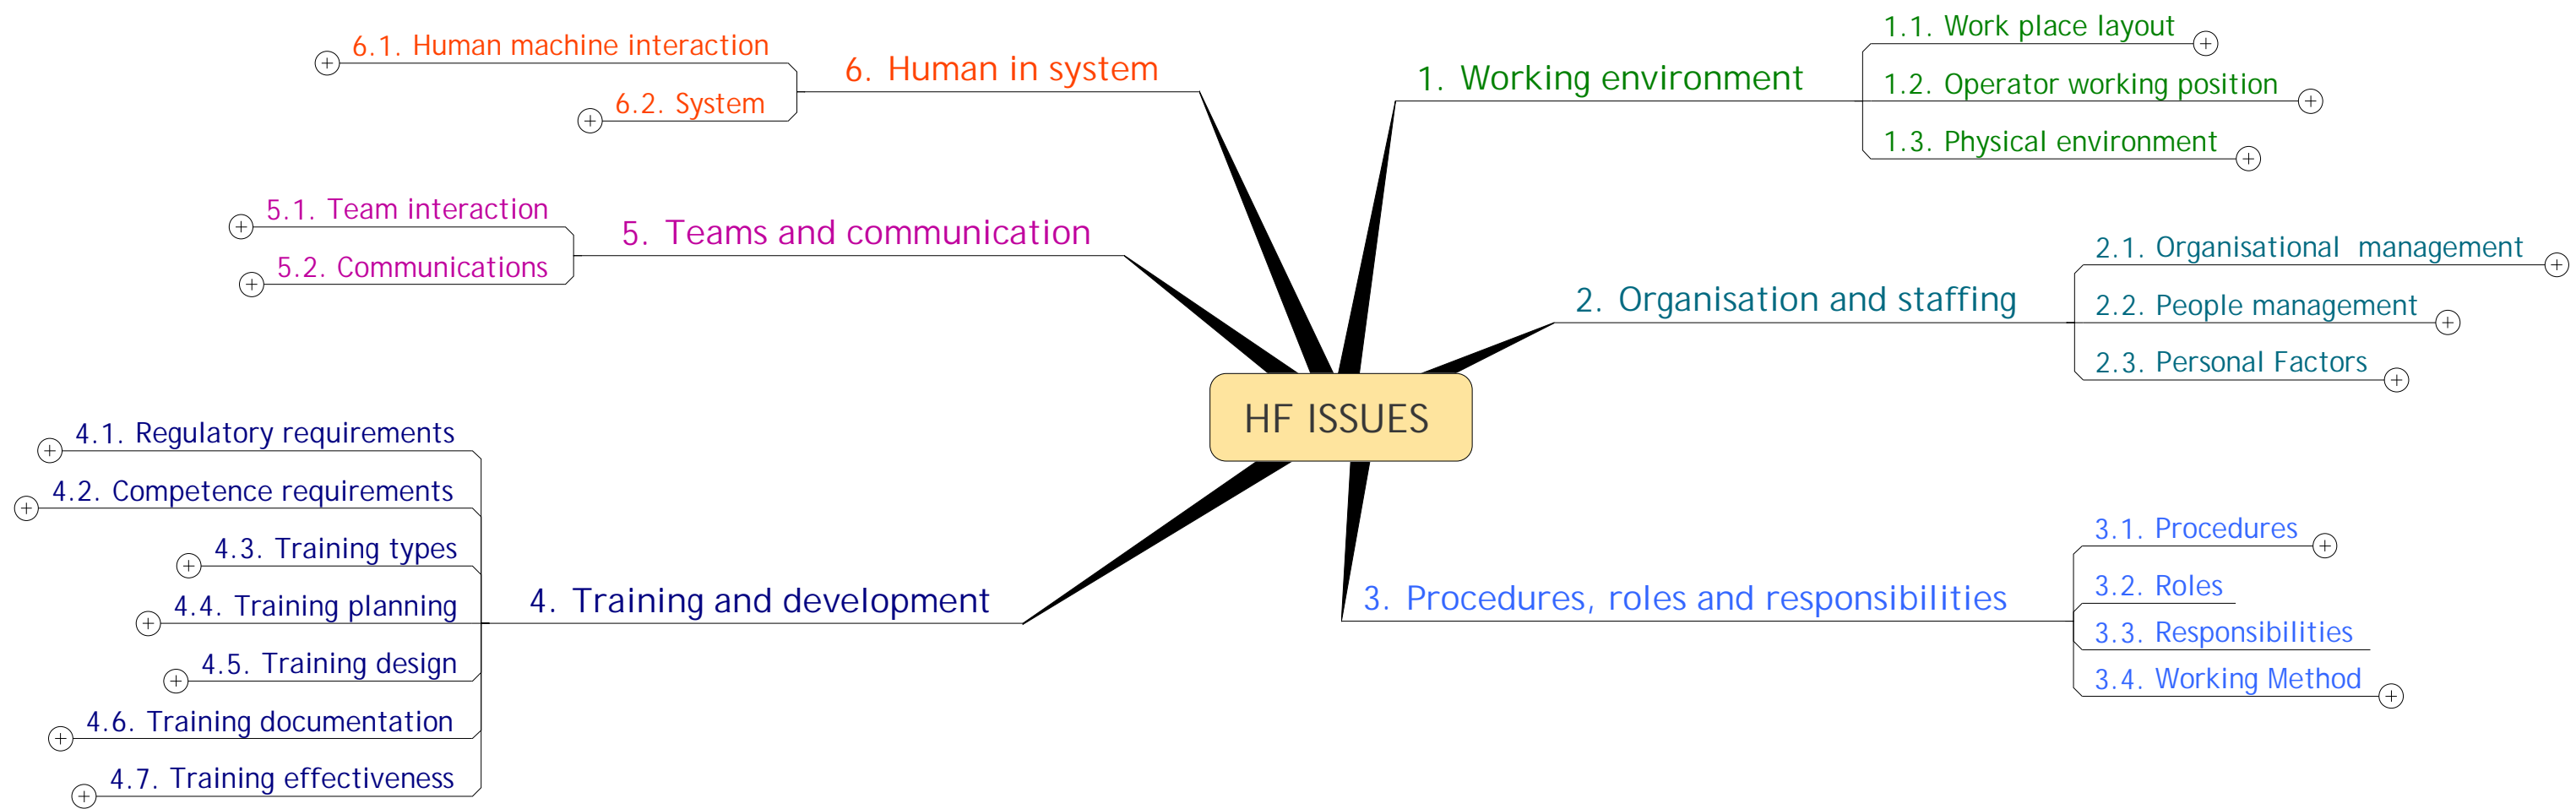 HF ISSUES
1. Working environment
1.1. Work place layout
1.2. Operator working position
1.3. Physical environment
2. Organisation and staffing
2.1. Organisational  management
2.2. People management
2.3. Personal Factors
3. Procedures, roles and responsibilities
3.1. Procedures
3.2. Roles
3.3. Responsibilities
3.4. Working Method
4. Training and development
4.1. Regulatory requirements
4.2. Competence requirements
4.3. Training types
4.4. Training planning
4.5. Training design
4.6. Training documentation
4.7. Training effectiveness
5. Teams and communication
5.1. Team interaction
5.2. Communications
6. Human in system
6.1. Human machine interaction
6.2. System